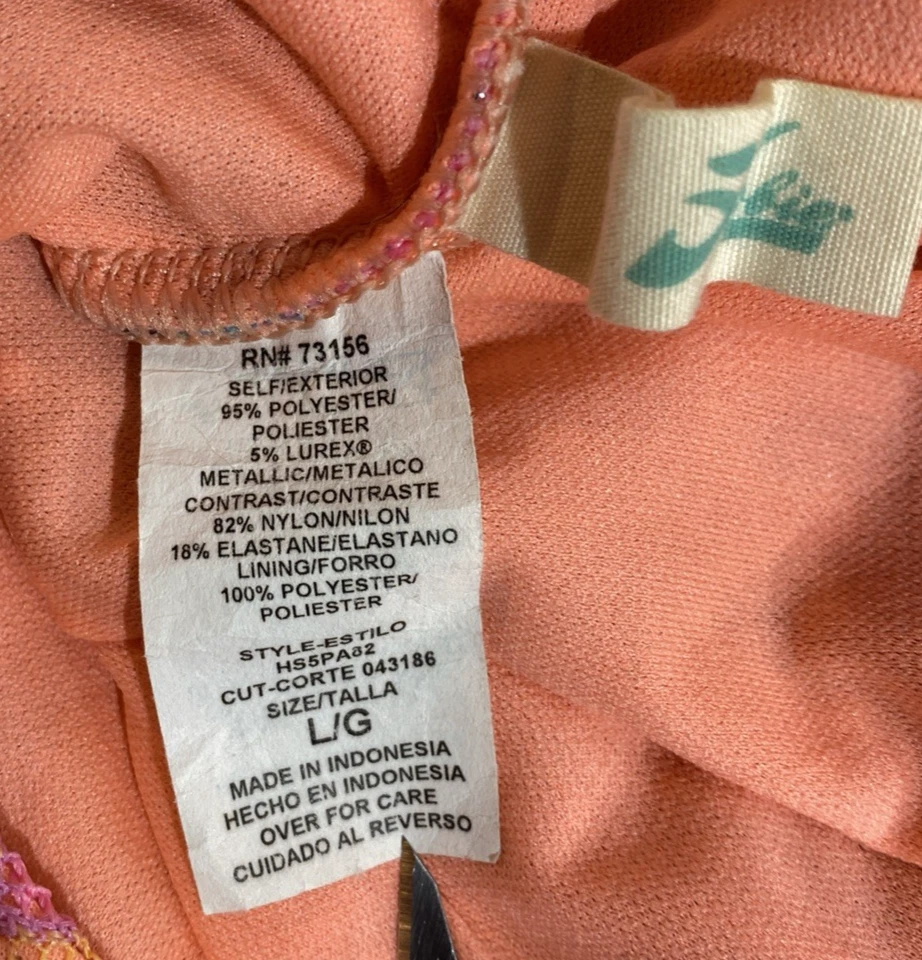 RN# 73156
SELF/EXTERIOR
95% POLYESTER/
POLIESTER
5% LUREX®
METALLIC/METALICO
CONTRAST/CONTRASTE
82% NYLON/NILON
18% ELASTANE/ELASTANO
LINING/FORRO
100% POLYESTER/
POLIESTER
STYLE-ESTILO
HS5PA82
CUT-CORTE 043186
SIZE/TALLA
L/G
MADE IN INDONESIA
HECHO EN INDONESIA
OVER FOR CARE
CUIDADO AL REVERSO